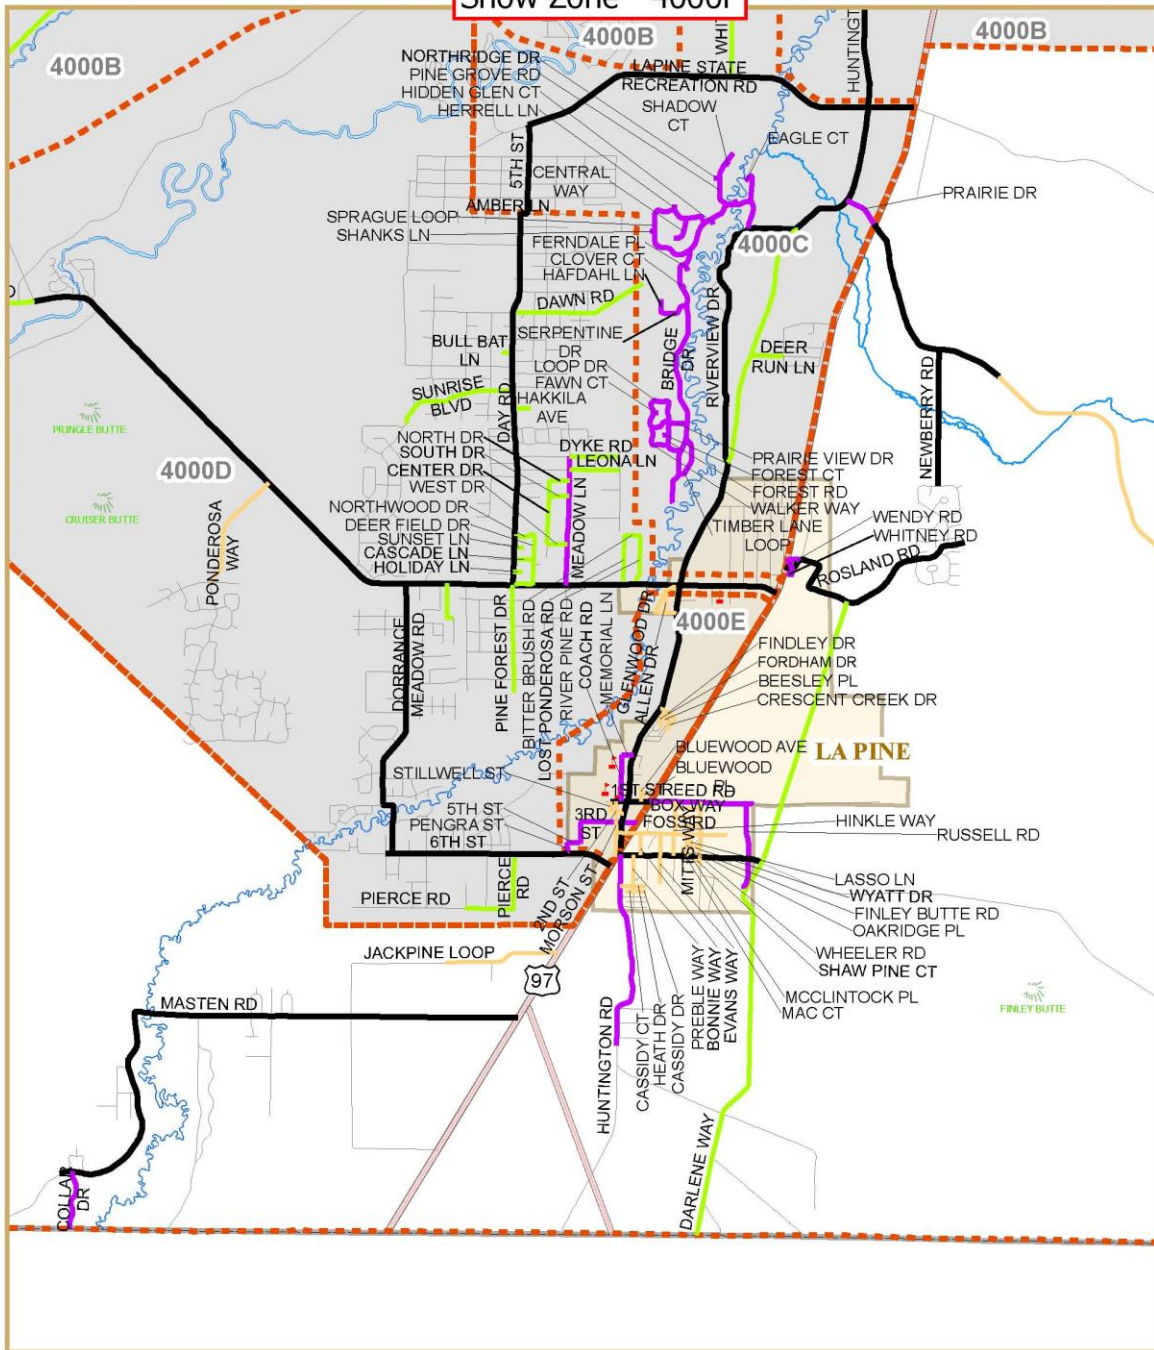 4000B
4000B
4000B
NORTHRIDGE DR
PINE GROVE RD
HIDDEN GLEN CT
HERRELL LN
LAPINE STATE
RECREATION RD
SHADOW
CT
EAGLE CT
5TH ST
CENTRAL
WAY
AMBER LN
PRAIRIE DR
SPRAGUE LOOP
SHANKS LN
4000C
FERNDALE PL
CLOVER CT
HAFDAHL LN
DAWN RD
SERPENTINE
DR
BULL BAT
LN
LOOP DR
FAWN CT
BRIDGE
DR
RIVERVIEW DR
DEER
RUN LN
SUNRISE
BLVD
HAKKILA
AVE
DAY RD
NEWBERRY RD
PRINGLE BUTTE
NORTH DR
SOUTH DR
CENTER DR
WEST DR
DYKE RD
LEONA LN
4000D
PRAIRIE VIEW DR
FOREST CT
FOREST RD
WALKER WAY
TIMBER LANE
LOOP
CRUISER BUTTE
PONDEROSA
WAY
NORTHWOOD DR
DEER FIELD DR
SUNSET LN
CASCADE LN
HOLIDAY LN
MEADOW LN
WENDY RD
WHITNEY RD
ROSLAND RD
4000E
DORRANCE
MEADOW RD
PINE FOREST DR
BITTER BRUSH RD
LOST PONDEROSA RD
RIVER PINE RD
COACH RD
MEMORIAL LN
GLENWOOD DR
ALLEN DR
FINDLEY DR
FORDHAM DR
BEESLEY PL
CRESCENT CREEK DR
LA PINE
BLUEWOOD AVE
BLUEWOOD
PL
STILLWELL ST
1ST STREED RD
BOX WAY
5TH ST
PENGRA ST
6TH ST
3RD
ST
FOSS RD
HINKLE WAY
RUSSELL RD
MITTS WAY
PIERCE RD
PIERCE
RD
2ND ST
MORSON ST
LASSO LN
WYATT DR
FINLEY BUTTE RD
OAKRIDGE PL
WHEELER RD
SHAW PINE CT
MCCLINTOCK PL
MAC CT
JACKPINE LOOP
97
MASTEN RD
HUNTINGTON RD
CASSIDY CT
HEATH DR
CASSIDY DR
PREBLE WAY
BONNIE WAY
EVANS WAY
FINLEY BUTTE
DARLENE WAY
COLLAR
DR